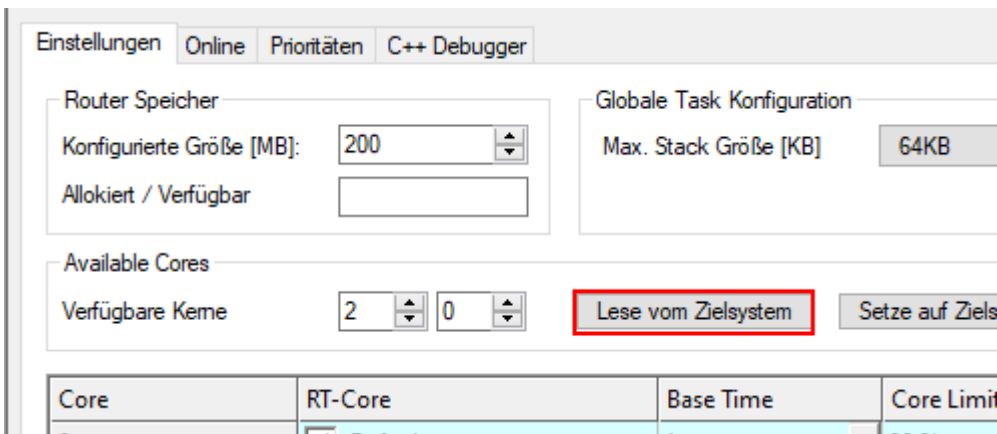 Einstellungen Online Prioritäten C++ Debugger
Router Speicher
Konfigurierte Größe [MB]: 200
Allokiert / Verfügbar
Globale Task Konfiguration
Max. Stack Größe [KB] 64KB
Available Cores
Verfügbare Kerne 2 0 Lese vom Zielsystem Setze auf Ziels
Core RT-Core Base Time Core Limit